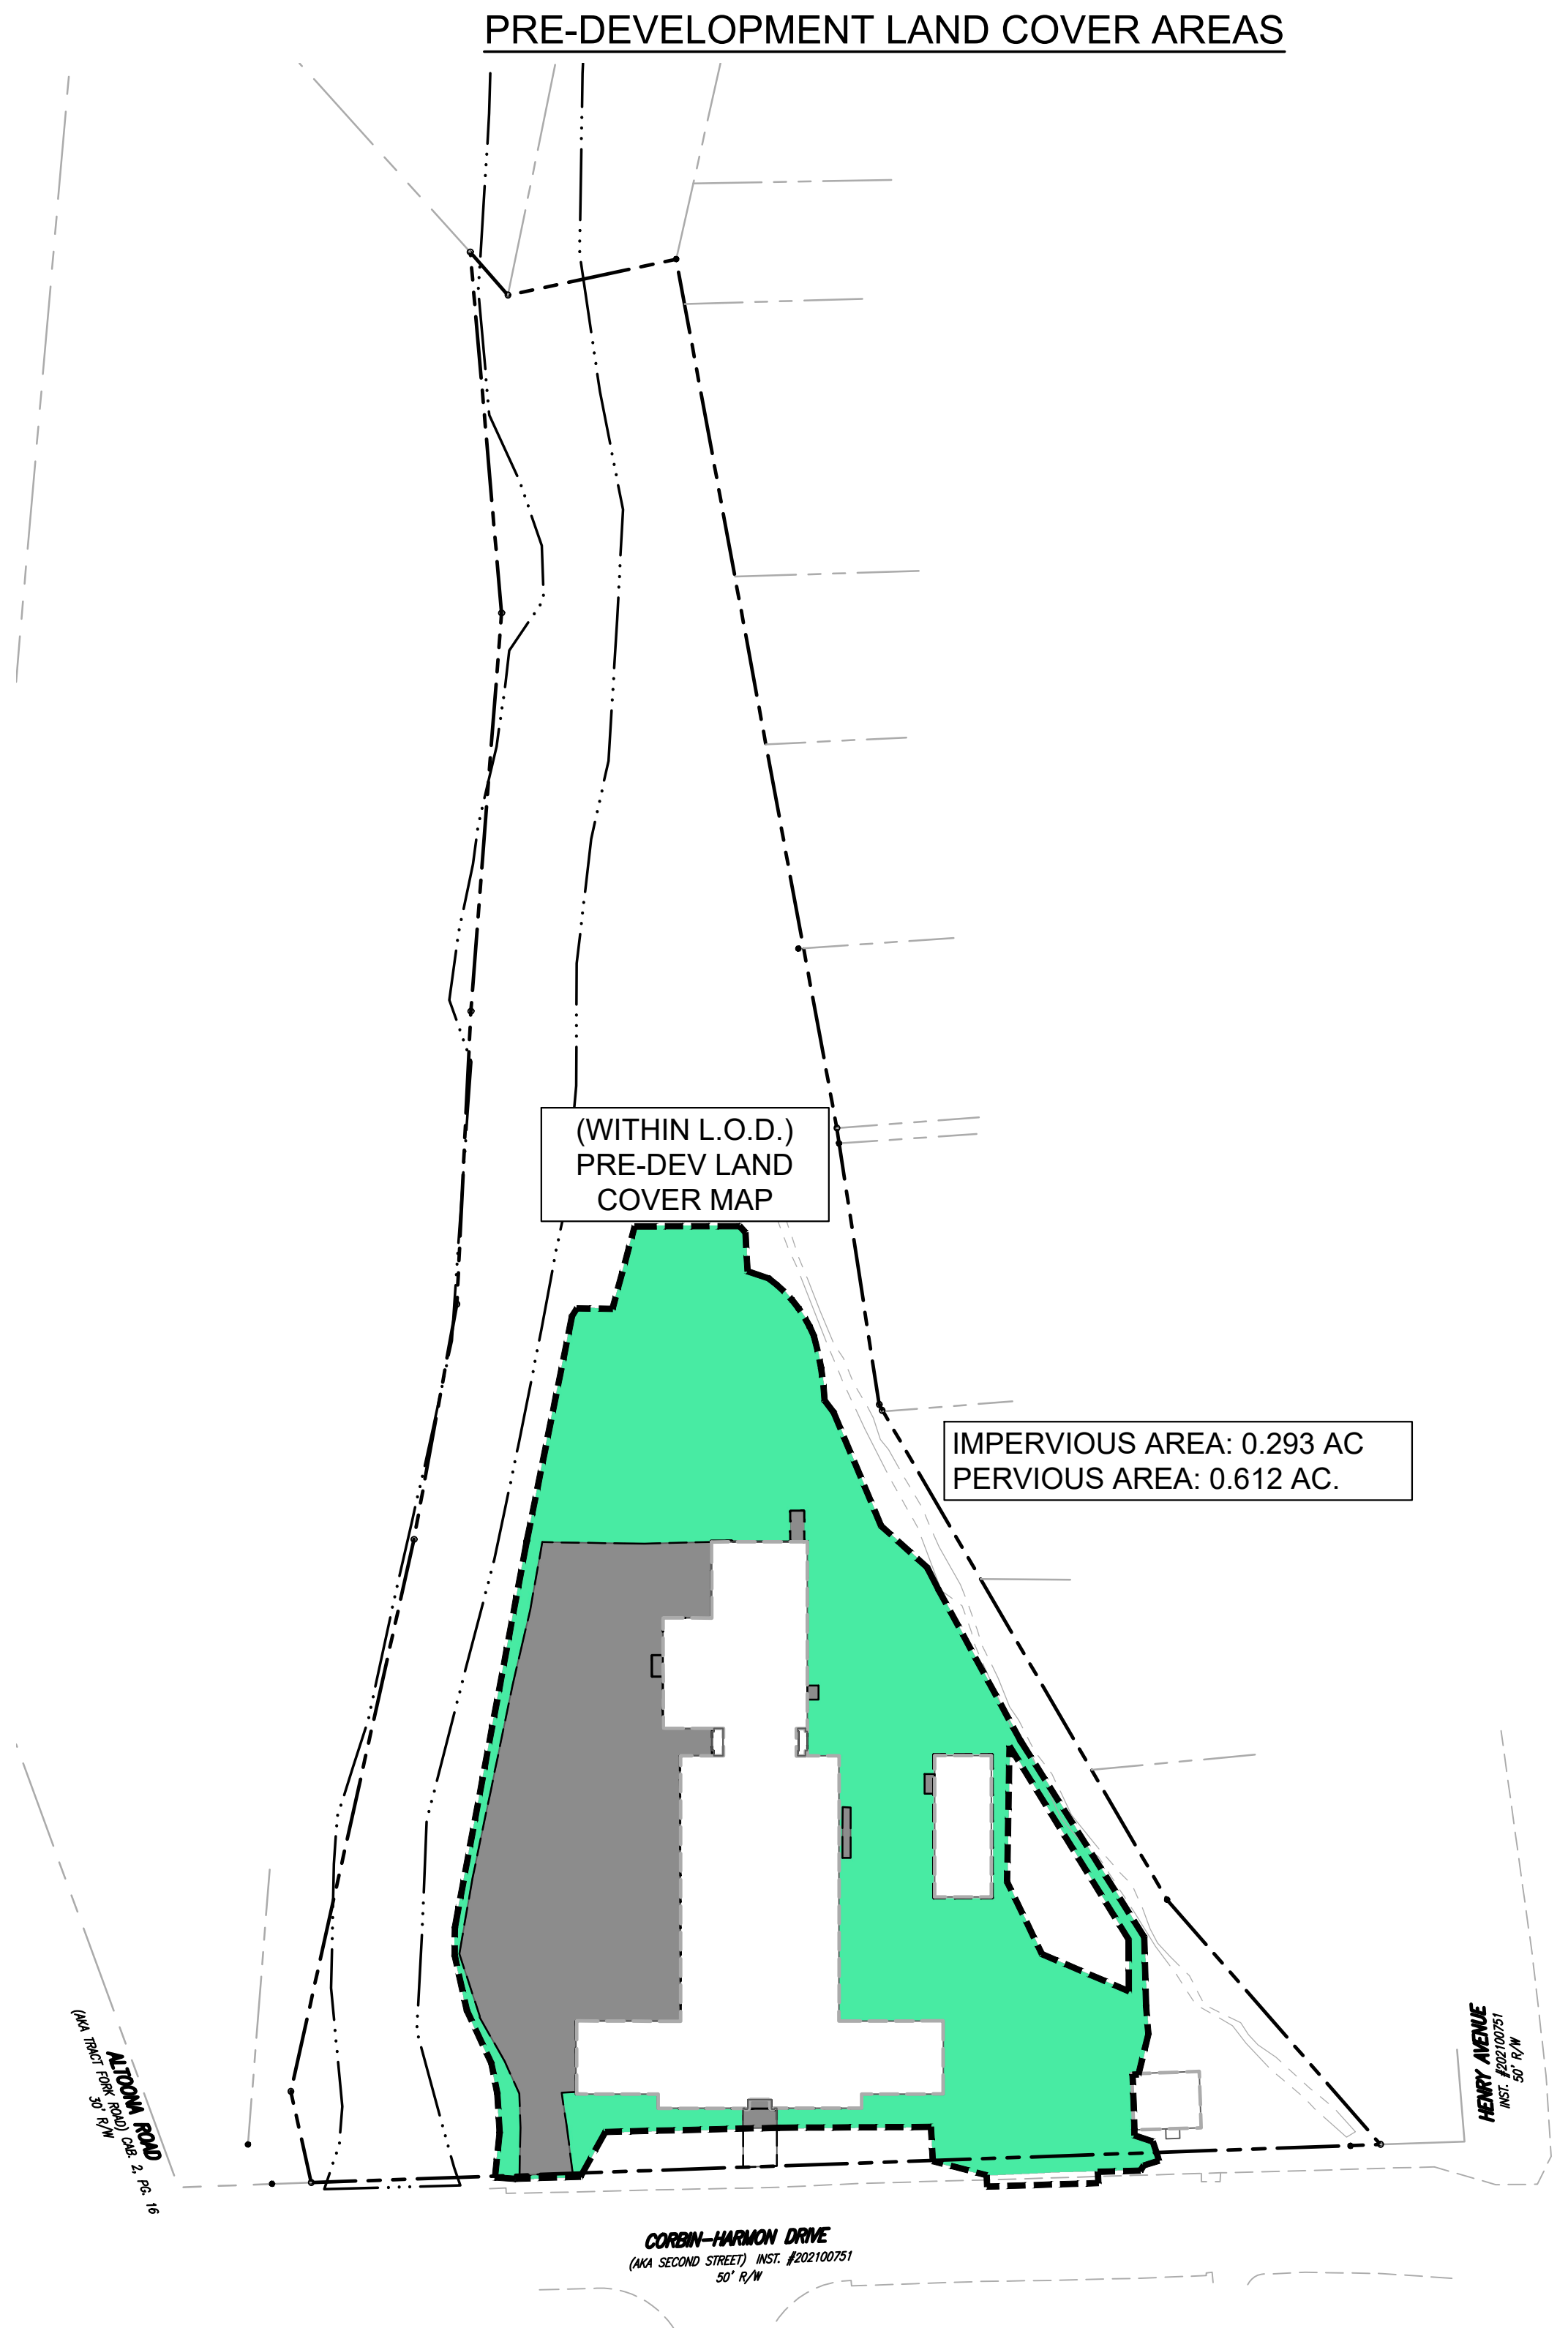 PRE-DEVELOPMENT LAND COVER AREAS
(WITHIN L.O.D.)
PRE-DEV LAND
COVER MAP
IMPERVIOUS AREA: 0.293 AC
PERVIOUS AREA: 0.612 AC.
ALTOONA ROAD
(AKA TRACT FORK ROAD) CAB. 2, PG. 16
30' R/W
HENRY AVENUE
INST. #202100751
50' R/W
CORBIN-HARMON DRIVE
(AKA SECOND STREET) INST. #202100751
50' R/W